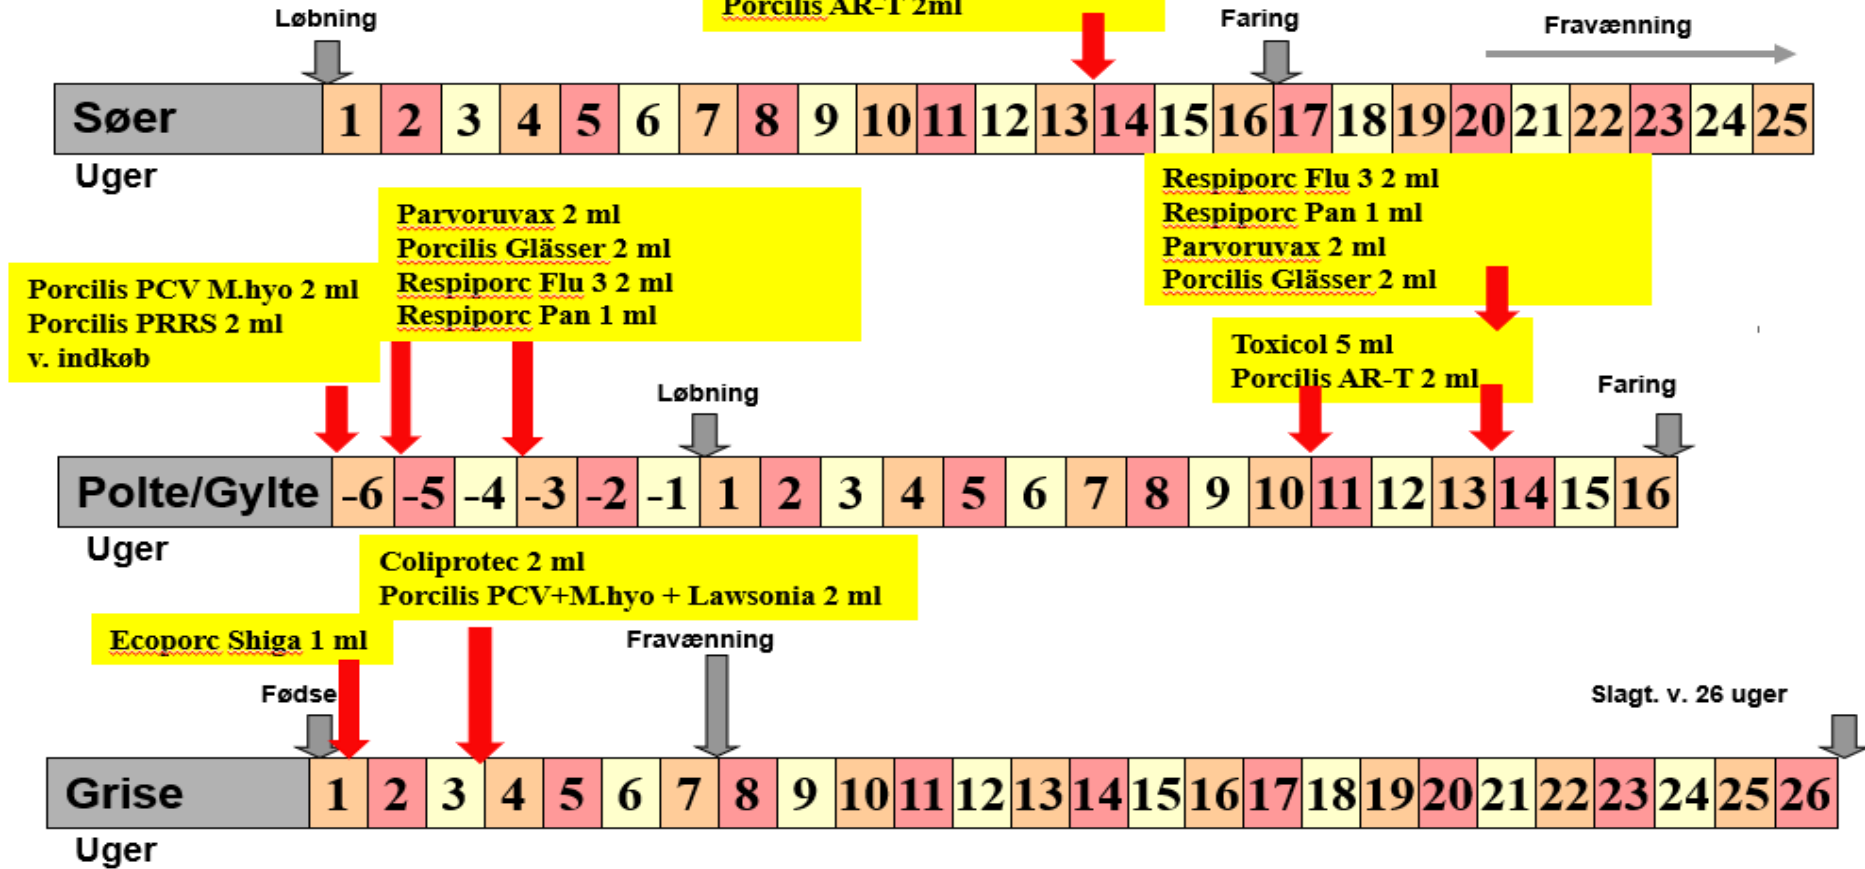 Porcilis AR-T 2ml
Løbning
Faring
Fravænning
Søer 1 2 3 4 5 6 7 8 9 10 11 12 13 14 15 16 17 18 19 20 21 22 23 24 25
Uger
Respiporc Flu 3 2 ml
Respiporc Pan 1 ml
Parvoruvax 2 ml
Porcilis Glässer 2 ml
Parvoruvax 2 ml
Porcilis Glässer 2 ml
Respiporc Flu 3 2 ml
Respiporc Pan 1 ml
Porcilis PCV M.hyo 2 ml
Porcilis PRRS 2 ml
v. indkøb
Toxicol 5 ml
Porcilis AR-T 2 ml
Løbning
Faring
Polte/Gylte -6 -5 -4 -3 -2 -1 1 2 3 4 5 6 7 8 9 10 11 12 13 14 15 16
Uger
Coliprotec 2 ml
Porcilis PCV+M.hyo + Lawsonia 2 ml
Ecoporc Shiga 1 ml
Fravænning
Fødse
Slagt. v. 26 uger
Grise 1 2 3 4 5 6 7 8 9 10 11 12 13 14 15 16 17 18 19 20 21 22 23 24 25 26
Uger